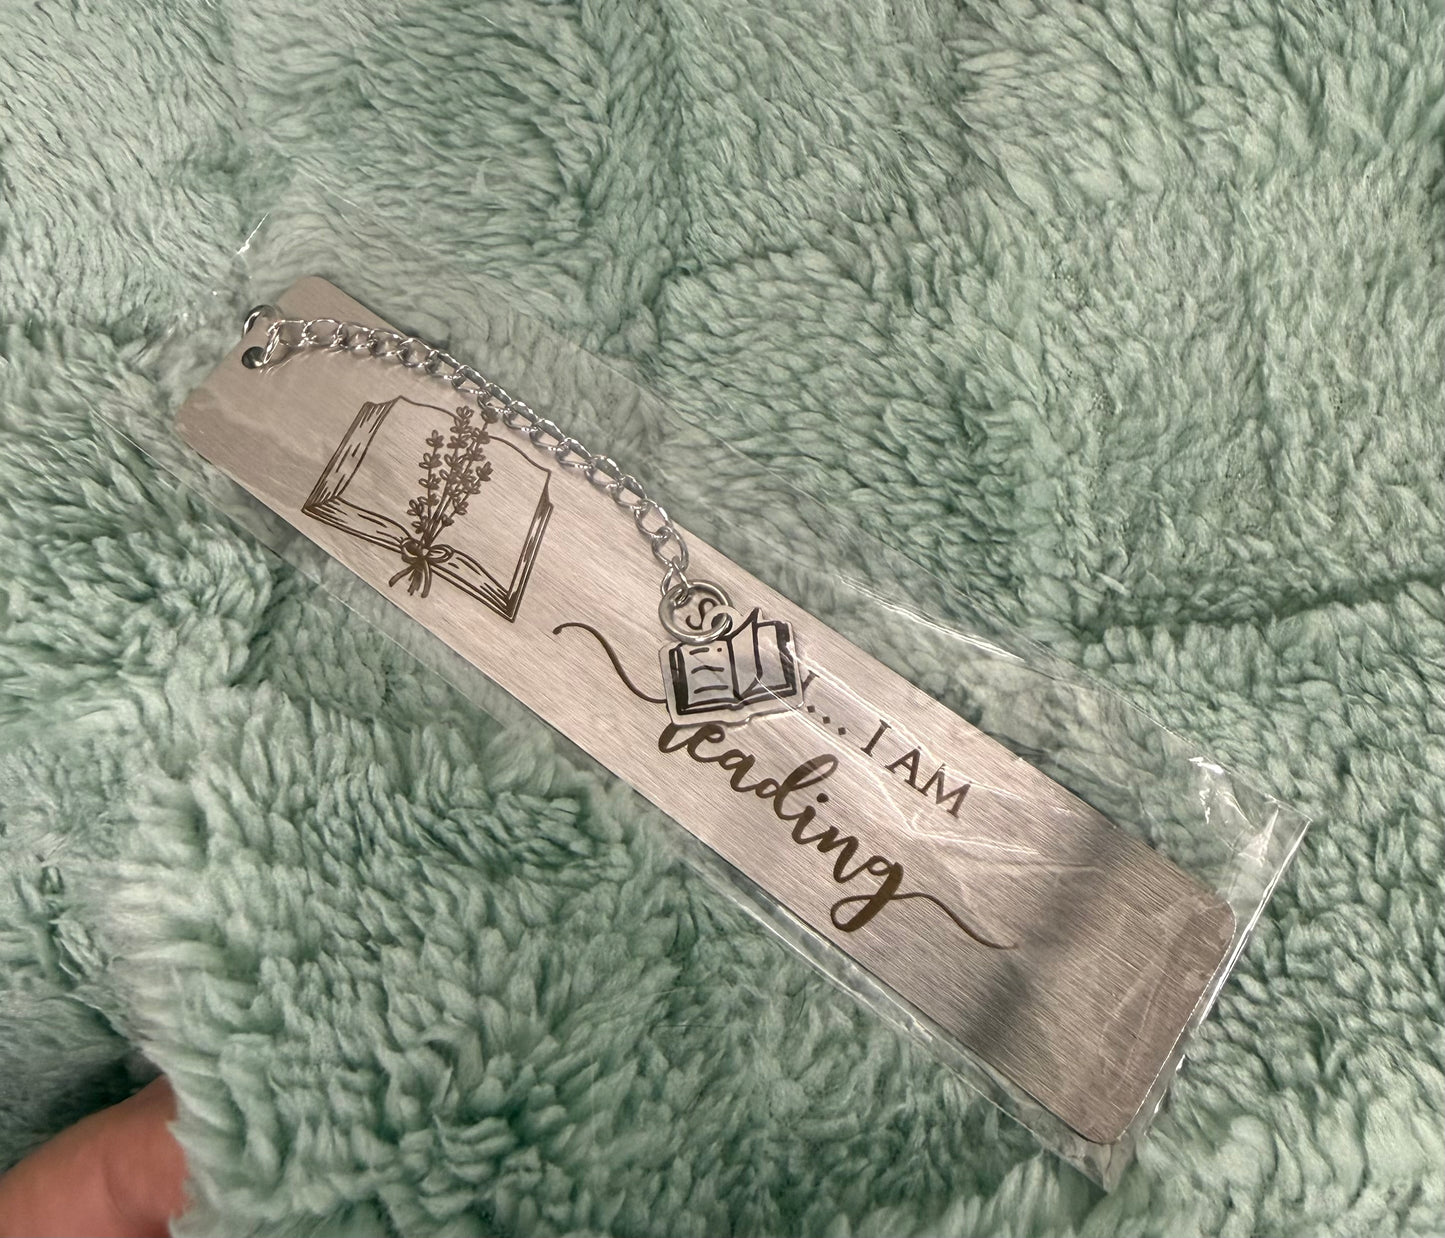 S .... I AM
reading